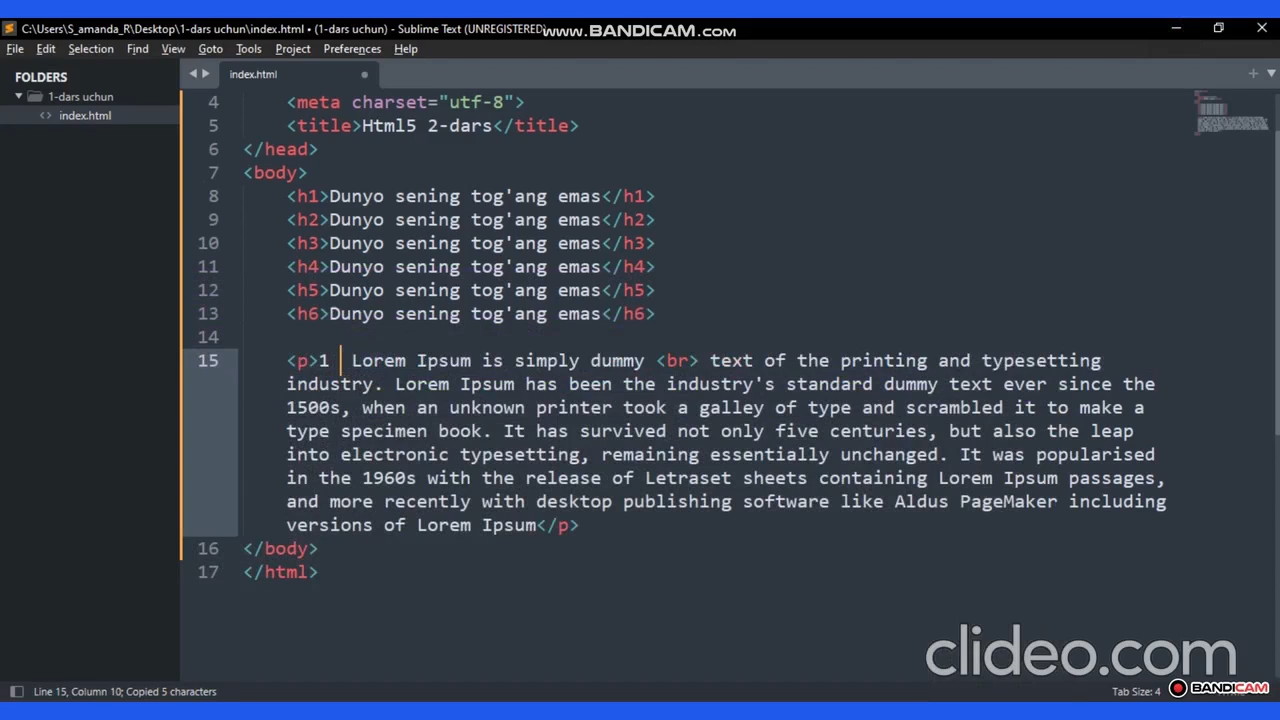 C:\Users\S_amanda_R\Desktop\1-dars uchun\index.html • (1-dars uchun) - Sublime Text (UNREGISTERED)
www.BANDICAM.com
File Edit Selection Find View Goto Tools Project Preferences Help
FOLDERS
1-dars uchun
<> index.html
index.html
4 <meta charset="utf-8">
5 <title>Html5 2-dars</title>
6 </head>
7 <body>
8 <h1>Dunyo sening tog'ang emas</h1>
9 <h2>Dunyo sening tog'ang emas</h2>
10 <h3>Dunyo sening tog'ang emas</h3>
11 <h4>Dunyo sening tog'ang emas</h4>
12 <h5>Dunyo sening tog'ang emas</h5>
13 <h6>Dunyo sening tog'ang emas</h6>
14
15 <p>1  Lorem Ipsum is simply dummy <br> text of the printing and typesetting
industry. Lorem Ipsum has been the industry's standard dummy text ever since the
1500s, when an unknown printer took a galley of type and scrambled it to make a
type specimen book. It has survived not only five centuries, but also the leap
into electronic typesetting, remaining essentially unchanged. It was popularised
in the 1960s with the release of Letraset sheets containing Lorem Ipsum passages,
and more recently with desktop publishing software like Aldus PageMaker including
versions of Lorem Ipsum</p>
16 </body>
17 </html>
clideo.com
Line 15, Column 10; Copied 5 characters
Tab Size: 4
BANDICAM